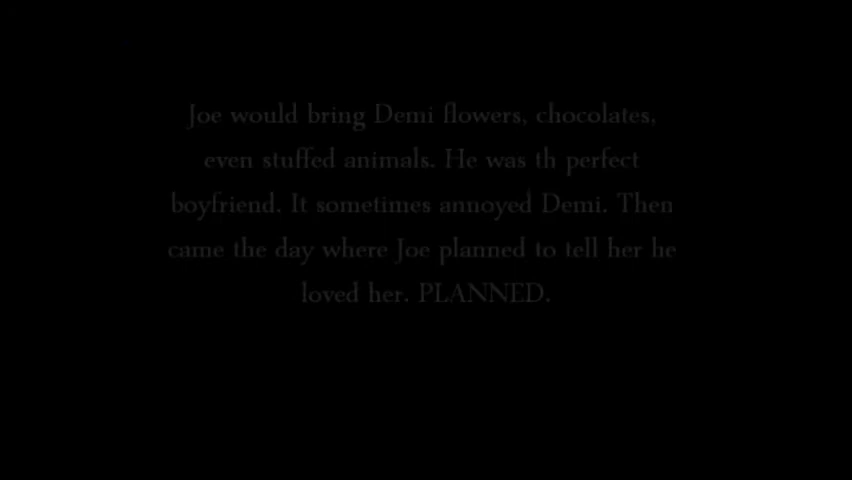 Joe would bring Demi flowers, chocolates,
even stuffed animals. He was th perfect
boyfriend. It sometimes annoyed Demi. Then
came the day where Joe planned to tell her he
loved her. PLANNED.